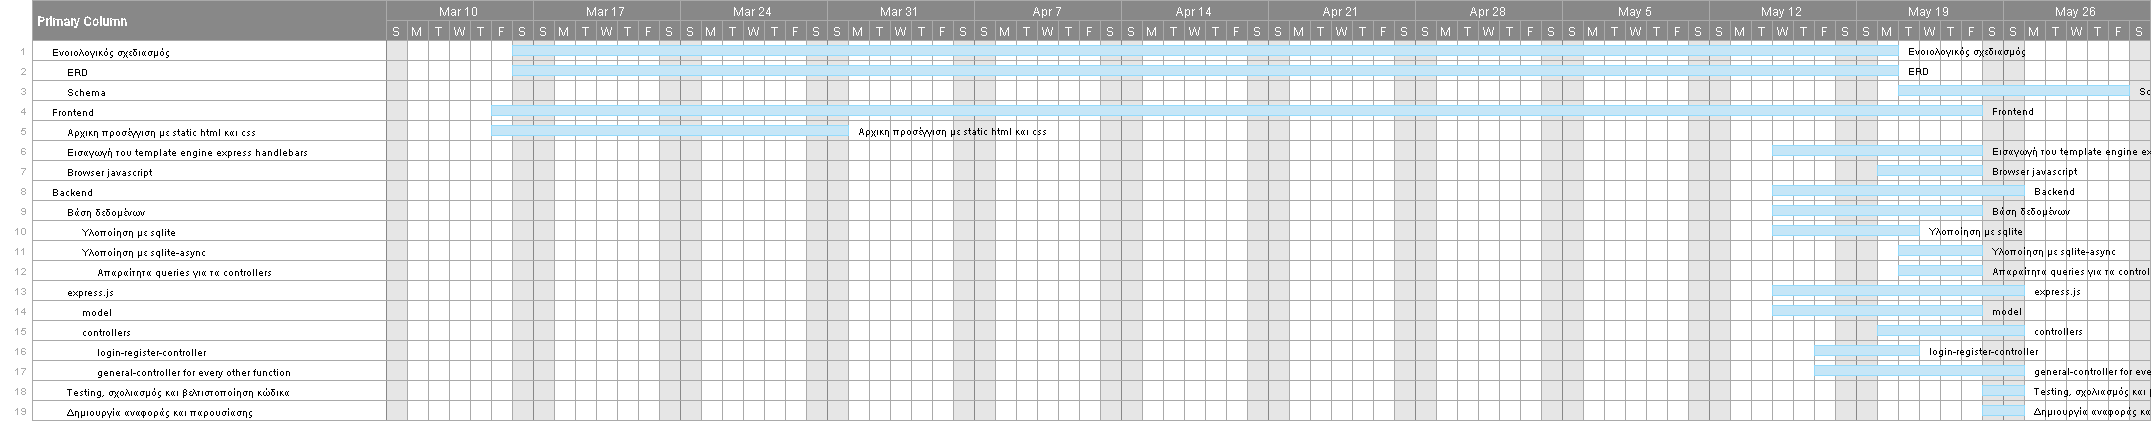 Primary Column
Mar 10 Mar 17 Mar 24 Mar 31 Apr 7 Apr 14 Apr 21 Apr 28 May 5 May 12 May 19 May 26
S M T W T F S S M T W T F S S M T W T F S S M T W T F S S M T W T F S S M T W T F S S M T W T F S S M T W T F S S M T W T F S S M T W T F S S M T W T F S S M T W T F S
1 Ενοιολογικός σχεδιασμός Ενοιολογικός σχεδιασμός
2 ERD ERD
3 Schema Sc
4 Frontend Frontend
5 Αρχικη προσέγγιση με static html και css Αρχικη προσέγγιση με static html και css
6 Εισαγωγή του template engine express handlebars Εισαγωγή του template engine ex
7 Browser javascript Browser javascript
8 Backend Backend
9 Βάση δεδομένων Βάση δεδομένων
10 Υλοποίηση με sqlite Υλοποίηση με sqlite
11 Υλοποίηση με sqlite-async Υλοποίηση με sqlite-async
12 Απαραίτητα queries για τα controllers Απαραίτητα queries για τα control
13 express.js express.js
14 model model
15 controllers controllers
16 login-register-controller login-register-controller
17 general-controller for every other function general-controller for eve
18 Testing, σχολιασμός και βελτιστοποίηση κώδικα Testing, σχολιασμός και β
19 Δημιουργία αναφοράς και παρουσίασης Δημιουργία αναφοράς κα